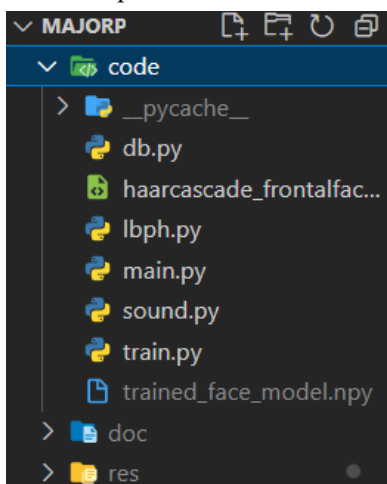 MAJORP
code
__pycache__
db.py
haarcascade_frontalfac...
lbph.py
main.py
sound.py
train.py
trained_face_model.npy
doc
res